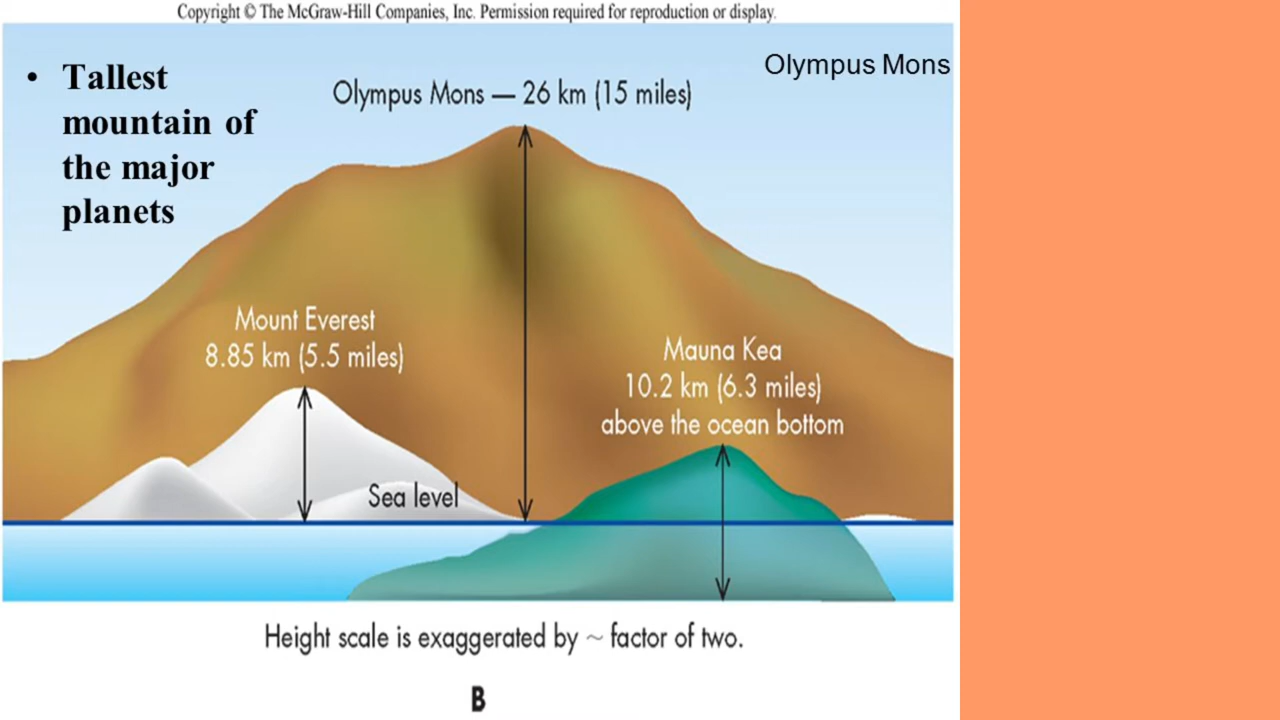 Copyright © The McGraw-Hill Companies, Inc. Permission required for reproduction or display.
Olympus Mons
• Tallest
mountain of
the major
planets
Olympus Mons — 26 km (15 miles)
Mount Everest
8.85 km (5.5 miles)
Mauna Kea
10.2 km (6.3 miles)
above the ocean bottom
Sea level
Height scale is exaggerated by ~ factor of two.
B